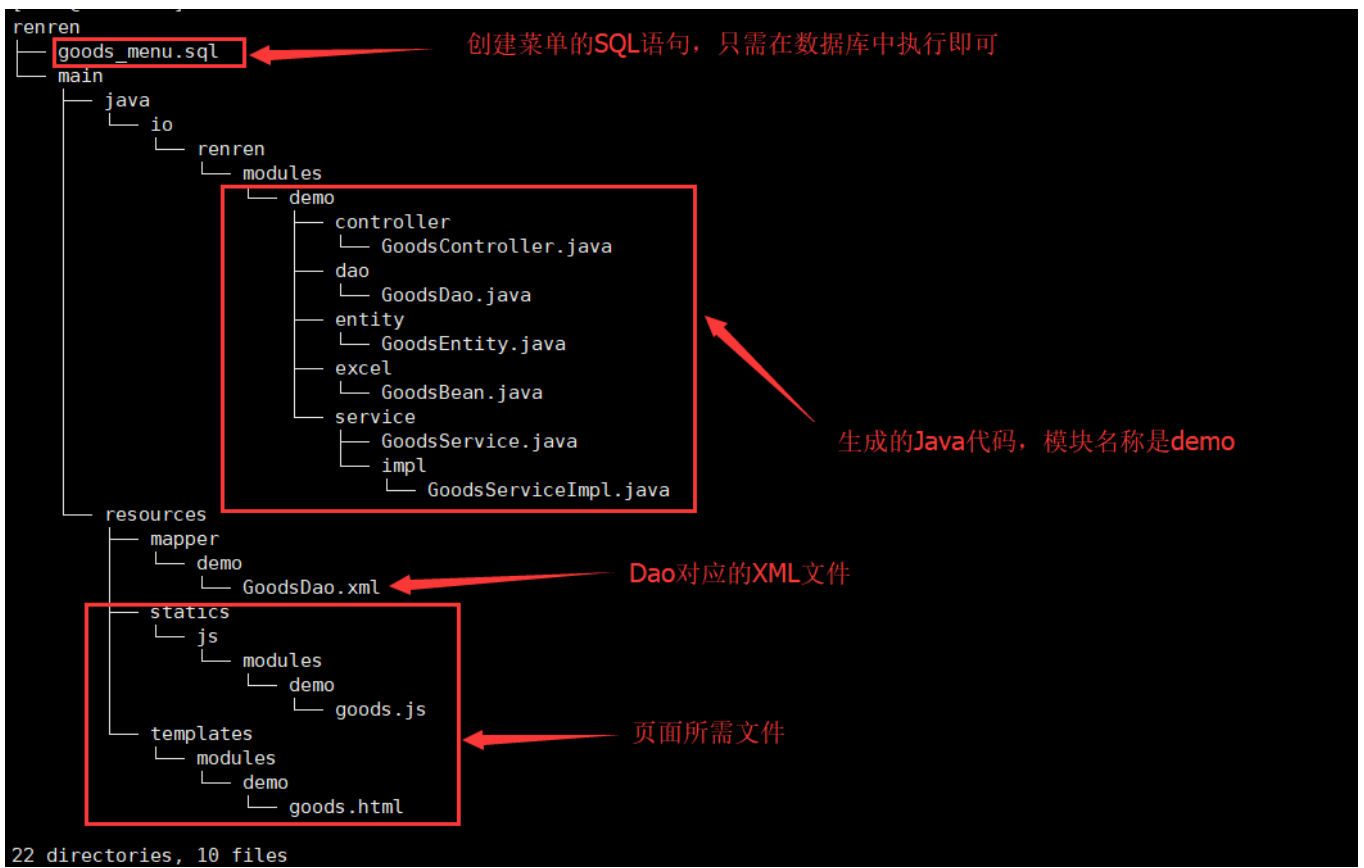 renren
├── goods_menu.sql 创建菜单的SQL语句，只需在数据库中执行即可
└── main
    ├── java
    │   └── io
    │       └── renren
    │           └── modules
    │               └── demo
    │                   ├── controller
    │                   │   └── GoodsController.java
    │                   ├── dao
    │                   │   └── GoodsDao.java
    │                   ├── entity
    │                   │   └── GoodsEntity.java
    │                   ├── excel
    │                   │   └── GoodsBean.java
    │                   └── service
    │                       ├── GoodsService.java
    生成的Java代码，模块名称是demo
    │                       └── impl
    │                           └── GoodsServiceImpl.java
    └── resources
        ├── mapper
        │   └── demo
        │       └── GoodsDao.xml
        Dao对应的XML文件
        ├── statics
        │   └── js
        │       └── modules
        │           └── demo
        │               └── goods.js
        └── templates
        页面所需文件
            └── modules
                └── demo
                    └── goods.html
22 directories, 10 files